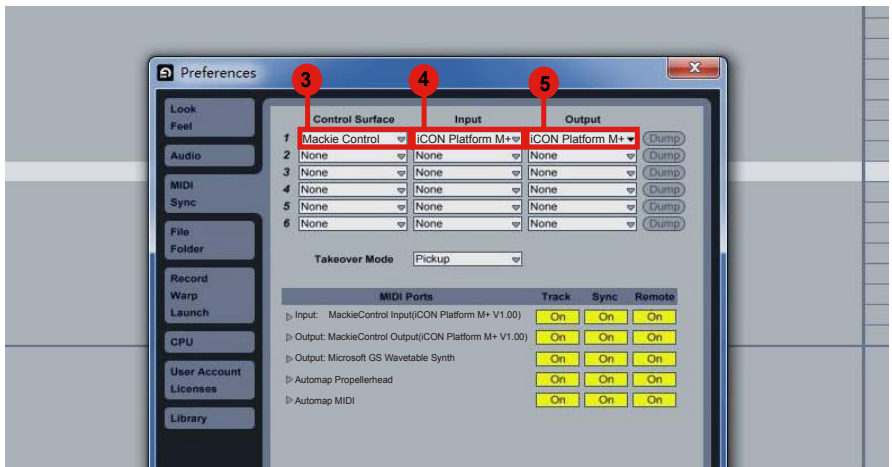 Preferences
3 4 5
Look
Feel
Audio
MIDI
Sync
File
Folder
Record
Warp
Launch
CPU
User Account
Licenses
Library
Control Surface Input Output
1 Mackie Control iCON Platform M+ iCON Platform M+ Dump
2 None None None Dump
3 None None None Dump
4 None None None Dump
5 None None None Dump
6 None None None Dump
Takeover Mode Pickup
MIDI Ports Track Sync Remote
Input: MackieControl Input(iCON Platform M+ V1.00) On On On
Output: MackieControl Output(iCON Platform M+ V1.00) On On On
Output: Microsoft GS Wavetable Synth On On On
Automap Propellerhead On On On
Automap MIDI On On On